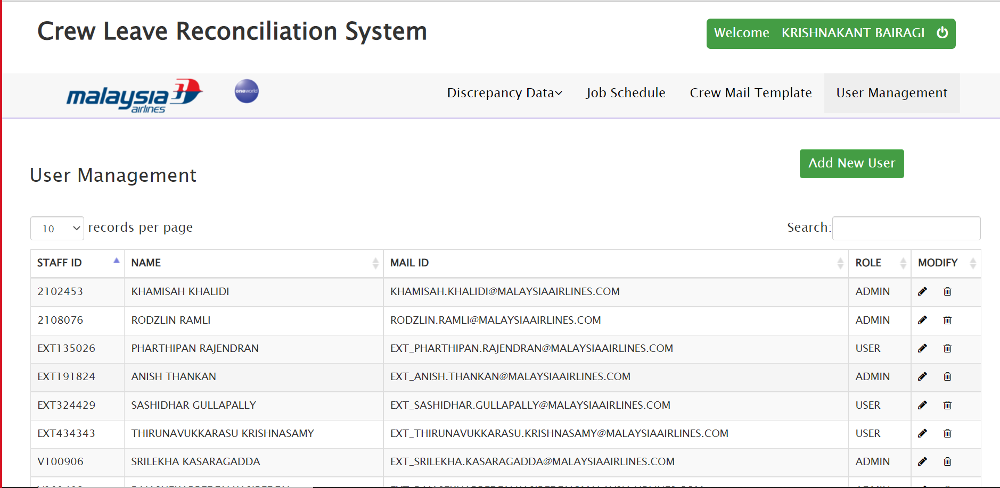 Crew Leave Reconciliation System
Welcome KRISHNAKANT BAIRAGI
malaysia airlines
oneworld
Discrepancy Data Job Schedule Crew Mail Template User Management
Add New User
User Management
10 records per page Search:
STAFF ID NAME MAIL ID ROLE MODIFY
2102453 KHAMISAH KHALIDI KHAMISAH.KHALIDI@MALAYSIAAIRLINES.COM ADMIN
2108076 RODZLIN RAMLI RODZLIN.RAMLI@MALAYSIAAIRLINES.COM ADMIN
EXT135026 PHARTHIPAN RAJENDRAN EXT_PHARTHIPAN.RAJENDRAN@MALAYSIAAIRLINES.COM USER
EXT191824 ANISH THANKAN EXT_ANISH.THANKAN@MALAYSIAAIRLINES.COM ADMIN
EXT324429 SASHIDHAR GULLAPALLY EXT_SASHIDHAR.GULLAPALLY@MALAYSIAAIRLINES.COM USER
EXT434343 THIRUNAVUKKARASU KRISHNASAMY EXT_THIRUNAVUKKARASU.KRISHNASAMY@MALAYSIAAIRLINES.COM USER
V100906 SRILEKHA KASARAGADDA EXT_SRILEKHA.KASARAGADDA@MALAYSIAAIRLINES.COM ADMIN